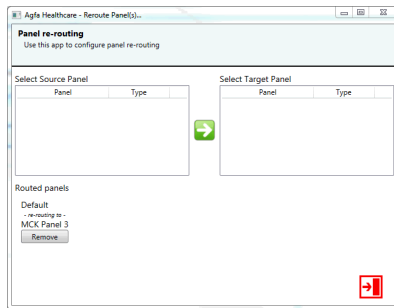 Agfa Healthcare - Reroute Panel(s)...
Panel re-routing
Use this app to configure panel re-routing
Select Source Panel
Select Target Panel
Panel Type
Panel Type
Routed panels
Default
- re-routing to -
MCK Panel 3
Remove